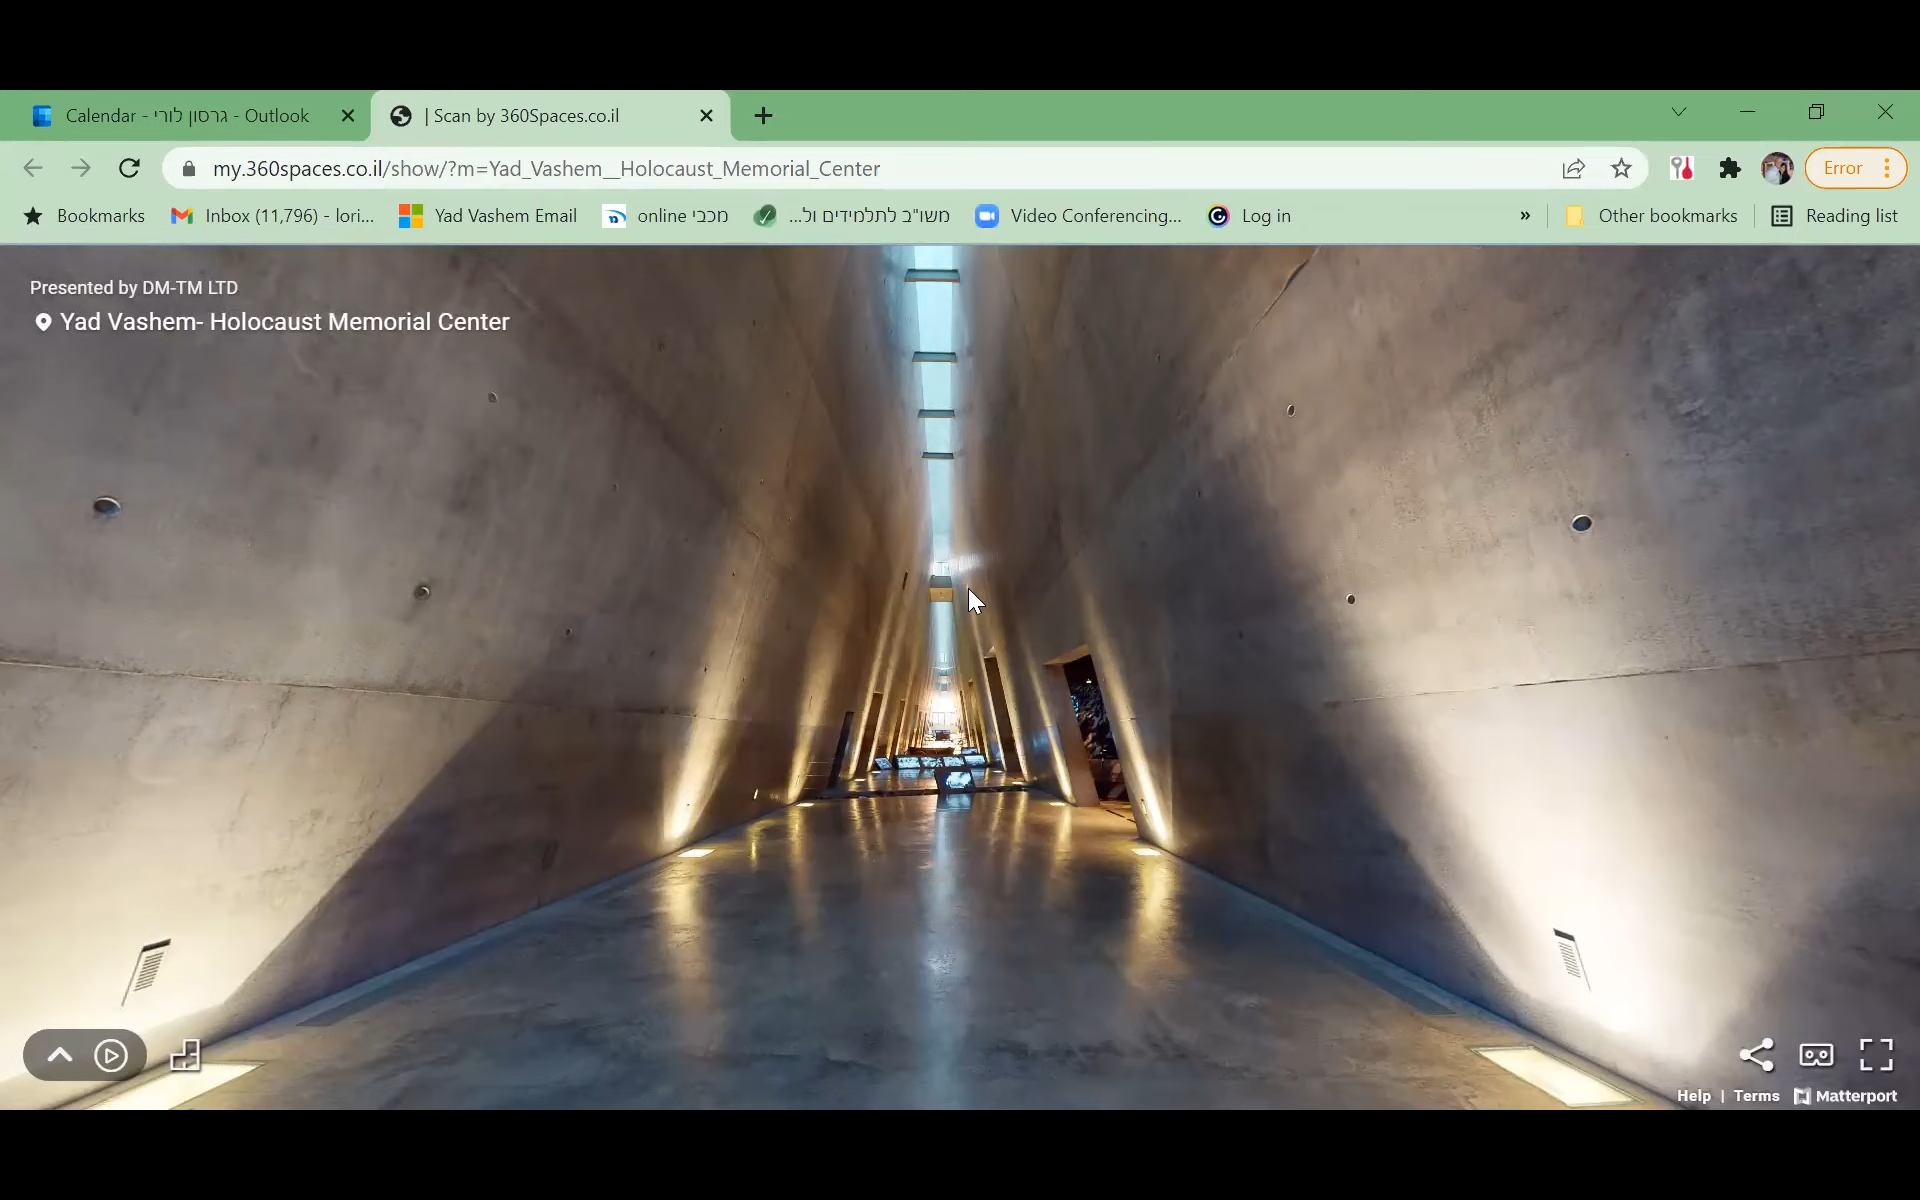 Calendar - גרסון לורי - Outlook
| Scan by 360Spaces.co.il
my.360spaces.co.il/show/?m=Yad_Vashem__Holocaust_Memorial_Center
Error
Bookmarks
Inbox (11,796) - lori...
Yad Vashem Email
מכבי online
משו"ב לתלמידים ול...
Video Conferencing...
Log in
»
Other bookmarks
Reading list
Presented by DM-TM LTD
Yad Vashem- Holocaust Memorial Center
Help | Terms Matterport